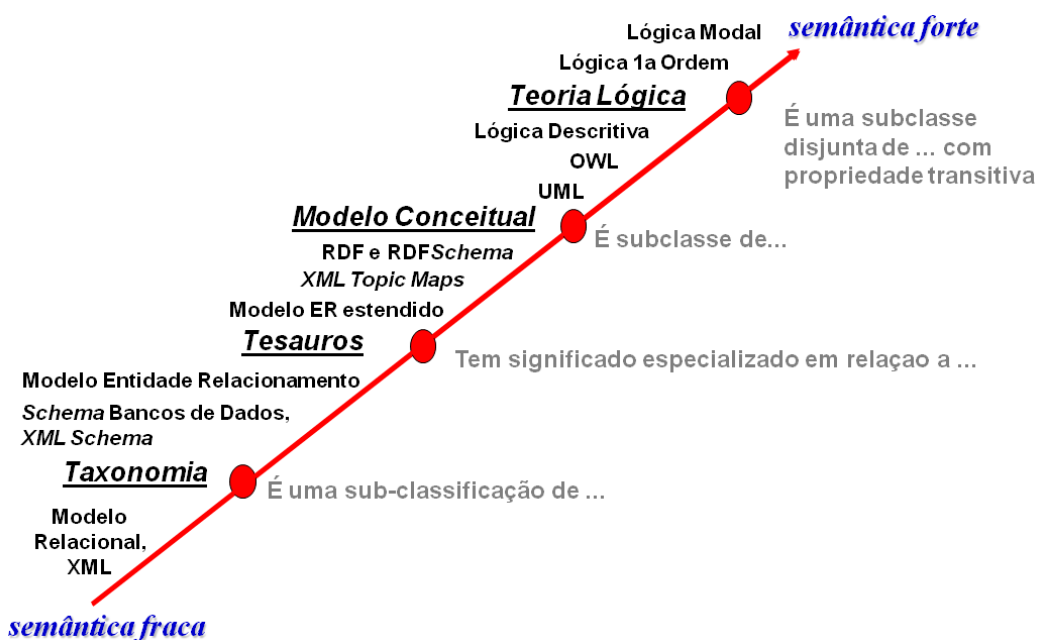 Lógica Modal
semântica forte
Lógica 1a Ordem
Teoria Lógica
É uma subclasse
disjunta de ... com
propriedade transitiva
Lógica Descritiva
OWL
UML
Modelo Conceitual
É subclasse de...
RDF e RDFSchema
XML Topic Maps
Modelo ER estendido
Tesauros
Tem significado especializado em relaçao a ...
Modelo Entidade Relacionamento
Schema Bancos de Dados,
XML Schema
Taxonomia
É uma sub-classificação de ...
Modelo
Relacional,
XML
semântica fraca